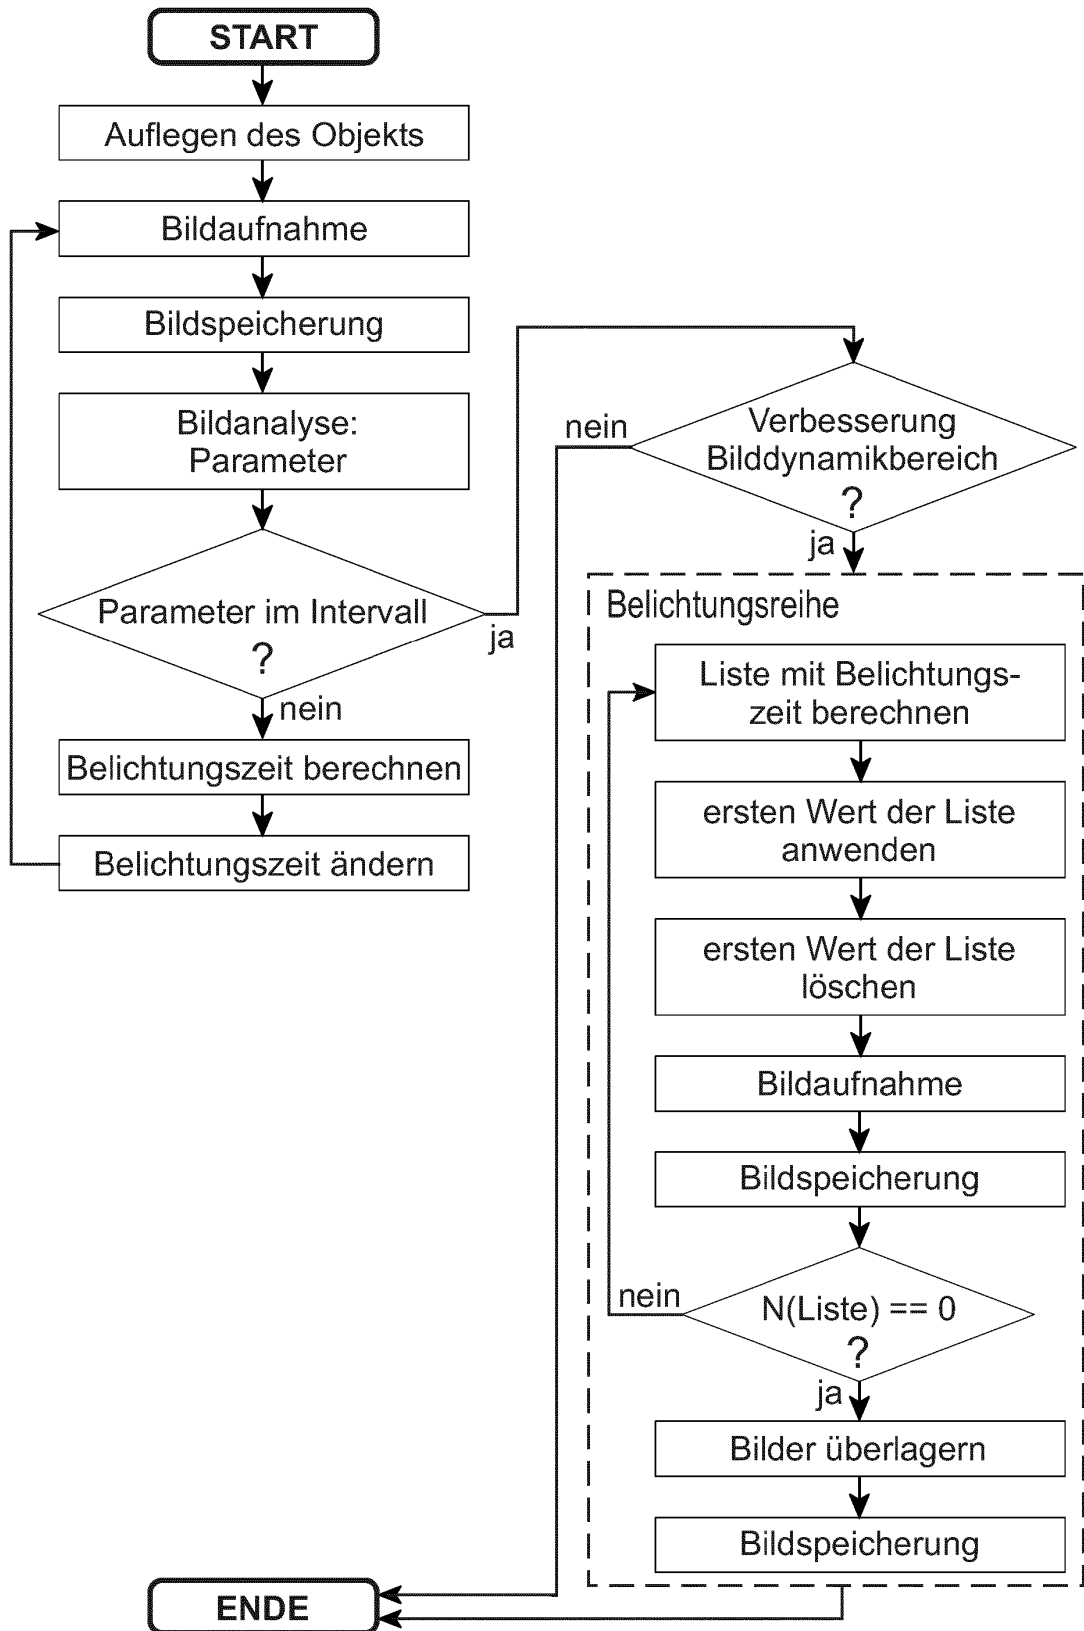 START
Auflegen des Objekts
Bildaufnahme
Bildspeicherung
Bildanalyse:
Parameter
Parameter im Intervall
?
ja
nein
Belichtungszeit berechnen
Belichtungszeit ändern
Verbesserung
Bilddynamikbereich
?
nein
ja
Belichtungsreihe
Liste mit Belichtungs-
zeit berechnen
ersten Wert der Liste
anwenden
ersten Wert der Liste
löschen
Bildaufnahme
Bildspeicherung
N(Liste) == 0
?
nein
ja
Bilder überlagern
Bildspeicherung
ENDE